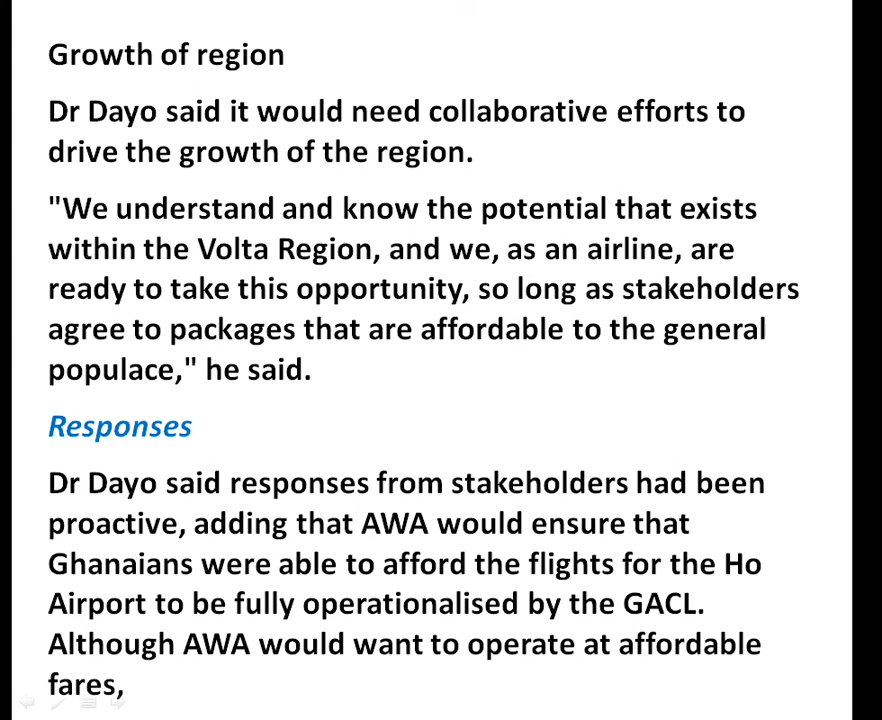 Growth of region
Dr Dayo said it would need collaborative efforts to
drive the growth of the region.
"We understand and know the potential that exists
within the Volta Region, and we, as an airline, are
ready to take this opportunity, so long as stakeholders
agree to packages that are affordable to the general
populace," he said.
Responses
Dr Dayo said responses from stakeholders had been
proactive, adding that AWA would ensure that
Ghanaians were able to afford the flights for the Ho
Airport to be fully operationalised by the GACL.
Although AWA would want to operate at affordable
fares,